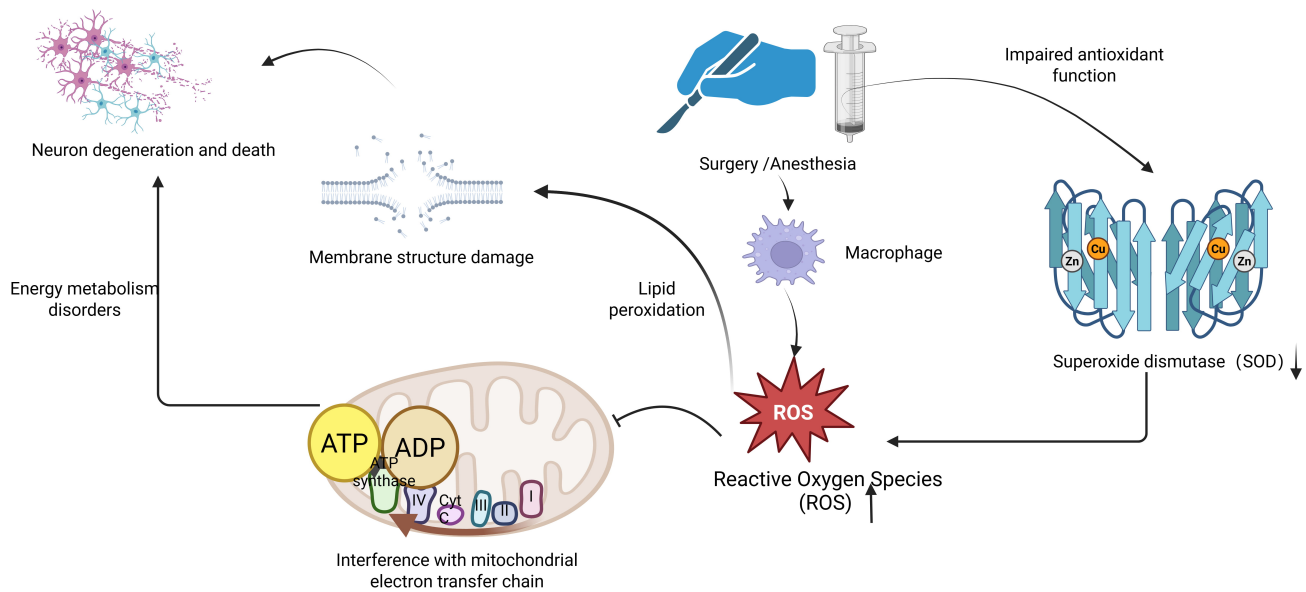 Neuron degeneration and death
Surgery /Anesthesia
Impaired antioxidant
function
Membrane structure damage
Macrophage
Energy metabolism
disorders
Lipid
peroxidation
Zn
Cu
Cu
Zn
Superoxide dismutase (SOD)
ROS
Reactive Oxygen Species
(ROS)
ATP
ADP
ATP
synthase
IV
Cyt
C
III
II
I
Interference with mitochondrial
electron transfer chain